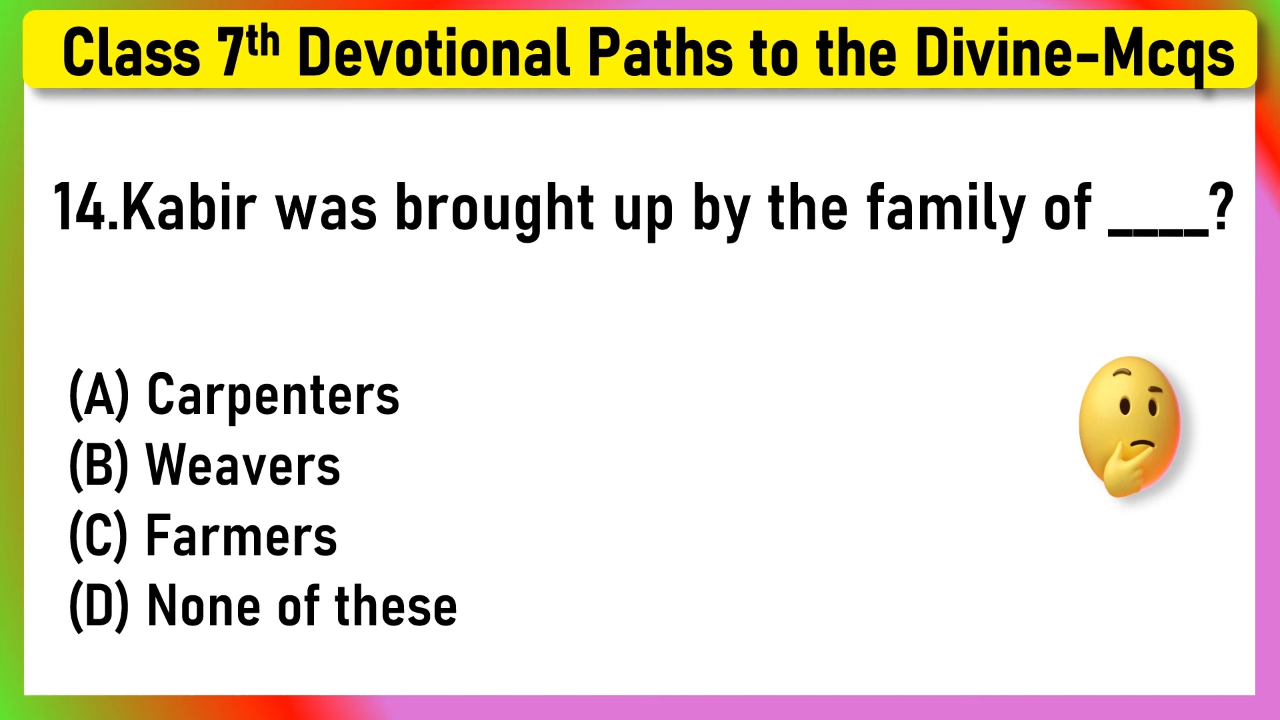 Class 7th Devotional Paths to the Divine-Mcqs
14.Kabir was brought up by the family of ____?
(A) Carpenters
(B) Weavers
(C) Farmers
(D) None of these